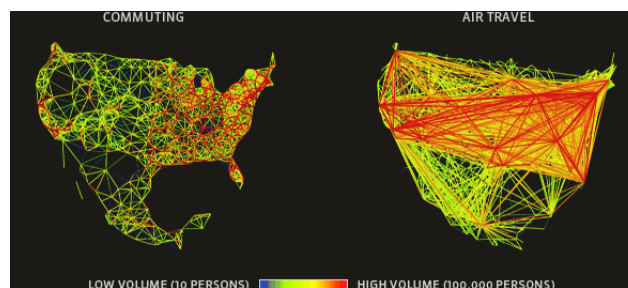 COMMUTING
AIR TRAVEL
LOW VOLUME (10 PERSONS)
HIGH VOLUME (100,000 PERSONS)